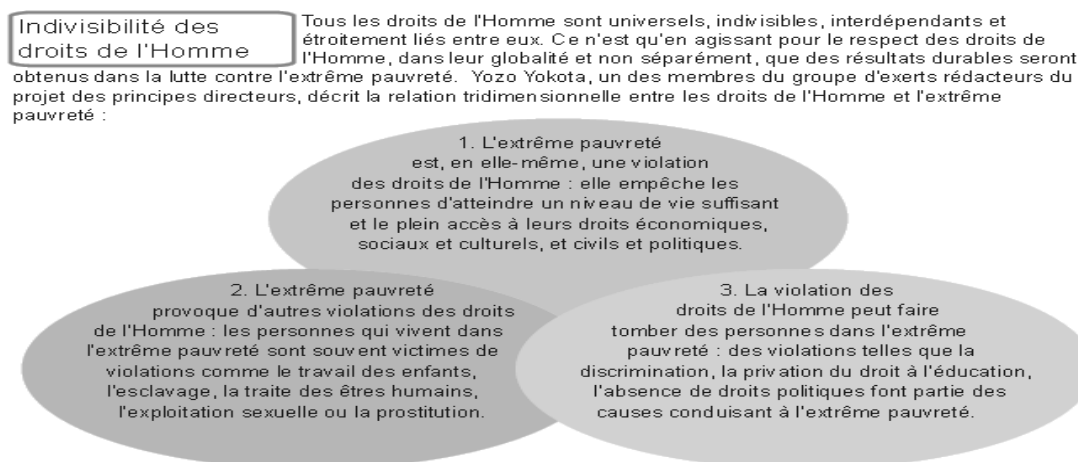 Indivisibilité des
droits de l'Homme
Tous les droits de l'Homme sont universels, indivisibles, interdépendants et
étroitement liés entre eux. Ce n'est qu'en agissant pour le respect des droits de
l'Homme, dans leur globalité et non séparément, que des résultats durables seront
obtenus dans la lutte contre l'extrême pauvreté. Yozo Yokota, un des membres du groupe d'exerts rédacteurs du
projet des principes directeurs, décrit la relation tridimensionnelle entre les droits de l'Homme et l'extrême
pauvreté :
1. L'extrême pauvreté
est, en elle-même, une violation
des droits de l'Homme : elle empêche les
personnes d'atteindre un niveau de vie suffisant
et le plein accès à leurs droits économiques,
sociaux et culturels, et civils et politiques.
2. L'extrême pauvreté
provoque d'autres violations des droits
de l'Homme : les personnes qui vivent dans
l'extrême pauvreté sont souvent victimes de
violations comme le travail des enfants,
l'esclavage, la traite des êtres humains,
l'exploitation sexuelle ou la prostitution.
3. La violation des
droits de l'Homme peut faire
tomber des personnes dans l'extrême
pauvreté : des violations telles que la
discrimination, la privation du droit à l'éducation,
l'absence de droits politiques font partie des
causes conduisant à l'extrême pauvreté.